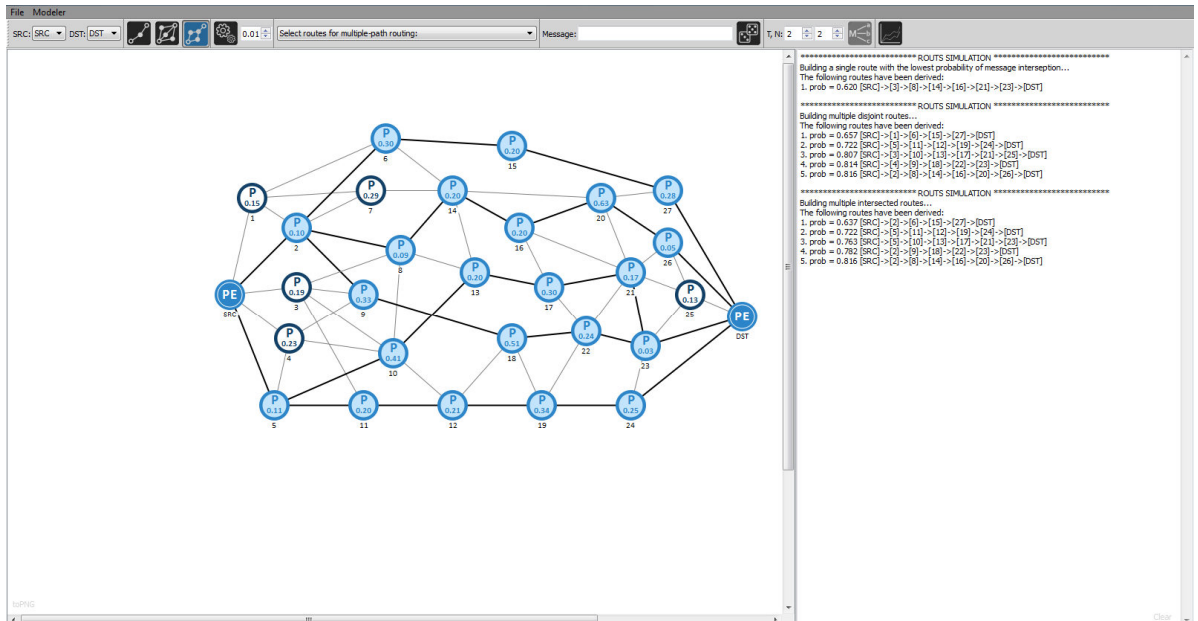 File Modeler
SRC: SRC DST: DST 0.01 Select routes for multiple-path routing: Message: T, N: 2 2 M
*************************** ROUTS SIMULATION ***************************
Building a single route with the lowest probability of message interseption...
The following routes have been derived:
1. prob = 0.620 [SRC]->[3]->[8]->[14]->[16]->[21]->[23]->[DST]
*************************** ROUTS SIMULATION ***************************
Building multiple disjoint routes...
The following routes have been derived:
1. prob = 0.657 [SRC]->[1]->[6]->[15]->[27]->[DST]
2. prob = 0.722 [SRC]->[5]->[11]->[12]->[19]->[24]->[DST]
3. prob = 0.807 [SRC]->[3]->[10]->[13]->[17]->[21]->[25]->[DST]
4. prob = 0.814 [SRC]->[4]->[9]->[18]->[22]->[23]->[DST]
5. prob = 0.816 [SRC]->[2]->[8]->[14]->[16]->[20]->[26]->[DST]
*************************** ROUTS SIMULATION ***************************
Building multiple intersected routes...
The following routes have been derived:
1. prob = 0.637 [SRC]->[2]->[6]->[15]->[27]->[DST]
2. prob = 0.722 [SRC]->[5]->[11]->[12]->[19]->[24]->[DST]
3. prob = 0.763 [SRC]->[5]->[10]->[13]->[17]->[21]->[23]->[DST]
4. prob = 0.782 [SRC]->[2]->[9]->[18]->[22]->[23]->[DST]
5. prob = 0.816 [SRC]->[2]->[8]->[14]->[16]->[20]->[26]->[DST]
P
0.30
6
P
0.20
15
P
0.15
1
P
0.29
7
P
0.20
14
P
0.63
20
P
0.28
27
P
0.10
2
P
0.20
16
P
0.05
26
P
0.09
8
P
0.20
13
P
0.17
21
PE
SRC
P
0.19
3
P
0.33
9
P
0.30
17
P
0.13
25
PE
DST
P
0.23
4
P
0.41
10
P
0.51
18
P
0.24
22
P
0.03
23
P
0.11
5
P
0.20
11
P
0.21
12
P
0.34
19
P
0.25
24
toPNG
Clear